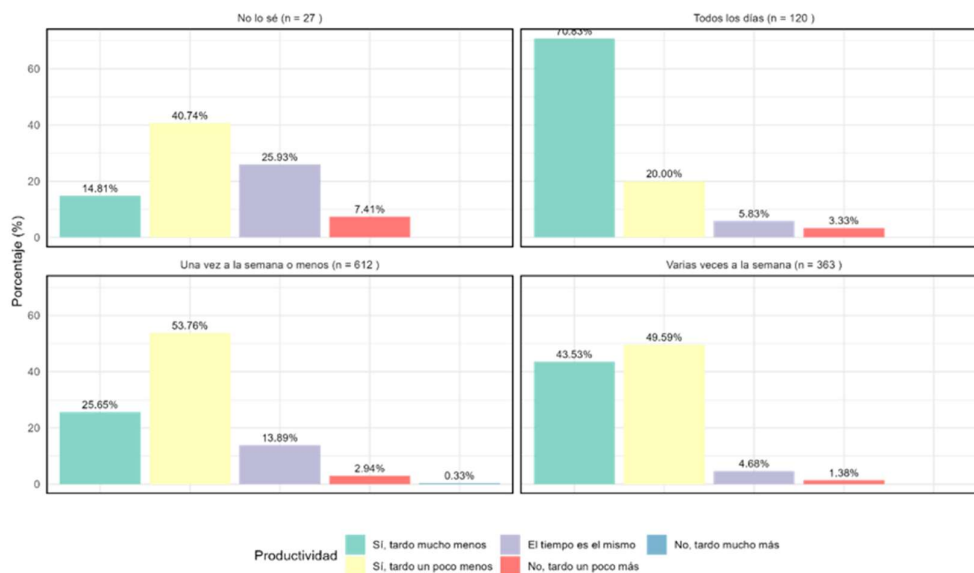 No lo sé (n = 27 )
Todos los días (n = 120 )
60
40
20
0
14.81%
40.74%
25.93%
7.41%
70.83%
20.00%
5.83%
3.33%
Porcentaje (%)
Una vez a la semana o menos (n = 612 )
Varias veces a la semana (n = 363 )
60
40
20
0
25.65%
53.76%
13.89%
2.94%
0.33%
43.53%
49.59%
4.68%
1.38%
Productividad
Sí, tardo mucho menos
El tiempo es el mismo
No, tardo mucho más
Sí, tardo un poco menos
No, tardo un poco más